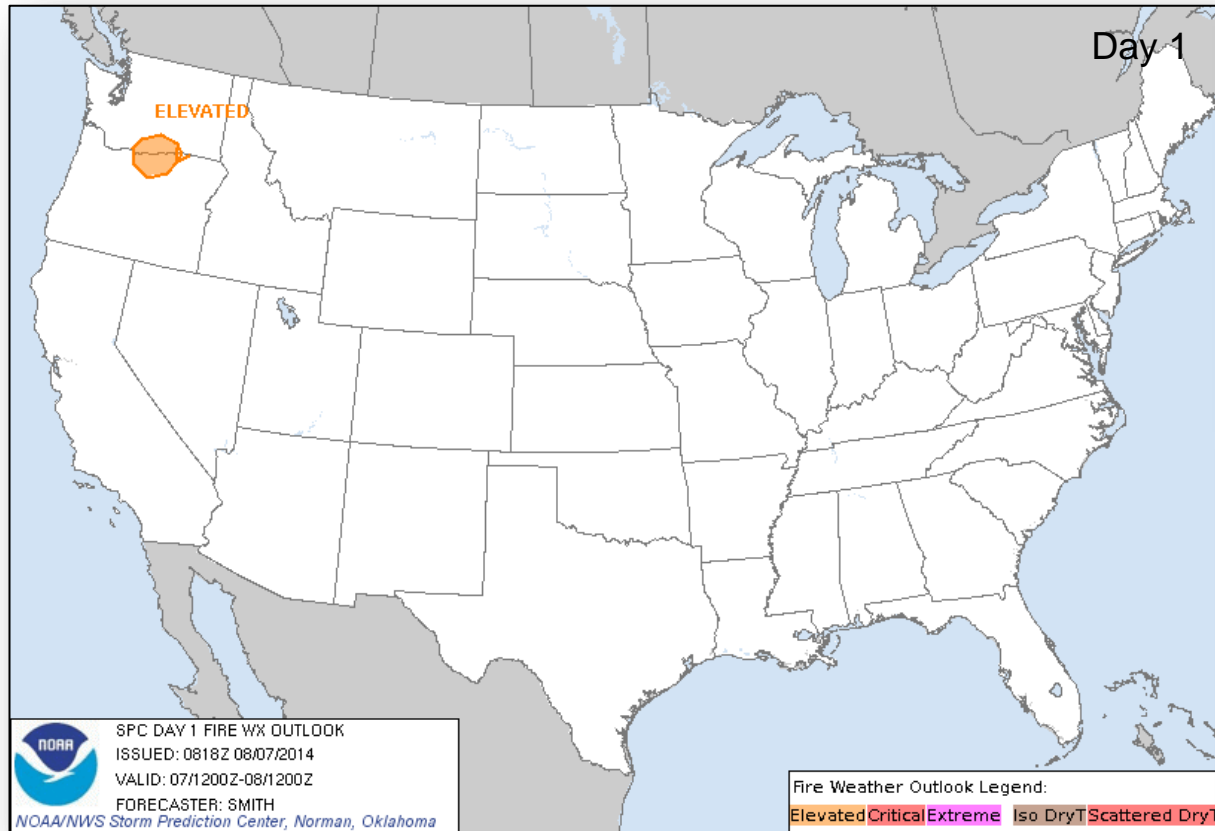 Day 1
ELEVATED
NOAA
SPC DAY 1 FIRE WX OUTLOOK
ISSUED: 0818Z 08/07/2014
VALID: 07/1200Z-08/1200Z
FORECASTER: SMITH
NOAA/NWS Storm Prediction Center, Norman, Oklahoma
Fire Weather Outlook Legend:
Elevated Critical Extreme Iso DryT Scattered DryT